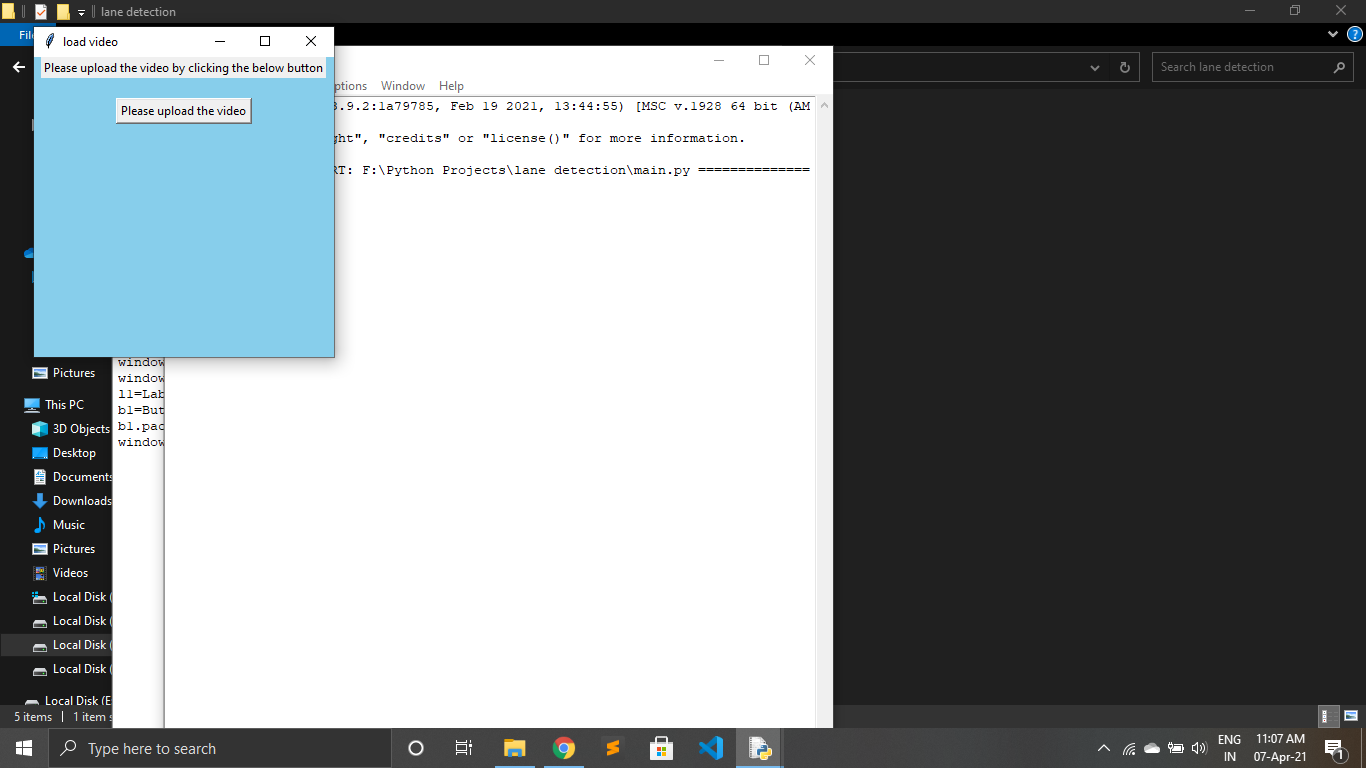 lane detection
File
load video
Please upload the video by clicking the below button
Please upload the video
ptions Window Help
Search lane detection
3.9.2:1a79785, Feb 19 2021, 13:44:55) [MSC v.1928 64 bit (AM
ght", "credits" or "license()" for more information.
RT: F:\Python Projects\lane detection\main.py ==============
window
window
l1=Lab
b1=But
b1.pac
window
Pictures
This PC
3D Objects
Desktop
Documents
Downloads
Music
Pictures
Videos
Local Disk (
Local Disk (
Local Disk (
Local Disk (
Local Disk (E
5 items 1 item s
Type here to search
ENG
IN
11:07 AM
07-Apr-21
1